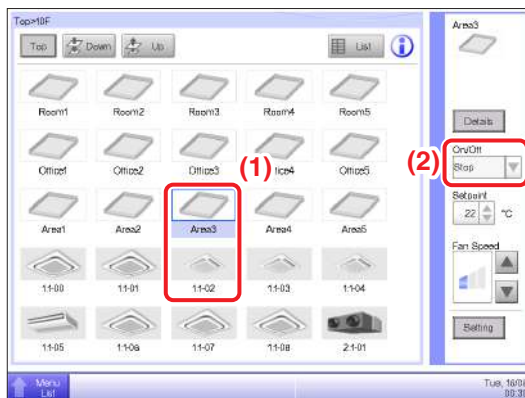 Top>10F
Area3
Top Down Up List
Room1 Room2 Room3 Room4 Room5
Details
(1) (2)
On/Off
Office1 Office2 Office3 Office5
Stop
Setpoint
22 °C
Area1 Area2 Area3 Area4 Area5
Fan Speed
1:1-00 1:1-01 1:1-02 1:1-03 1:1-04
Setting
1:1-05 1:1-06 1:1-07 1:1-08 2:1-01
Menu
List
Tue,